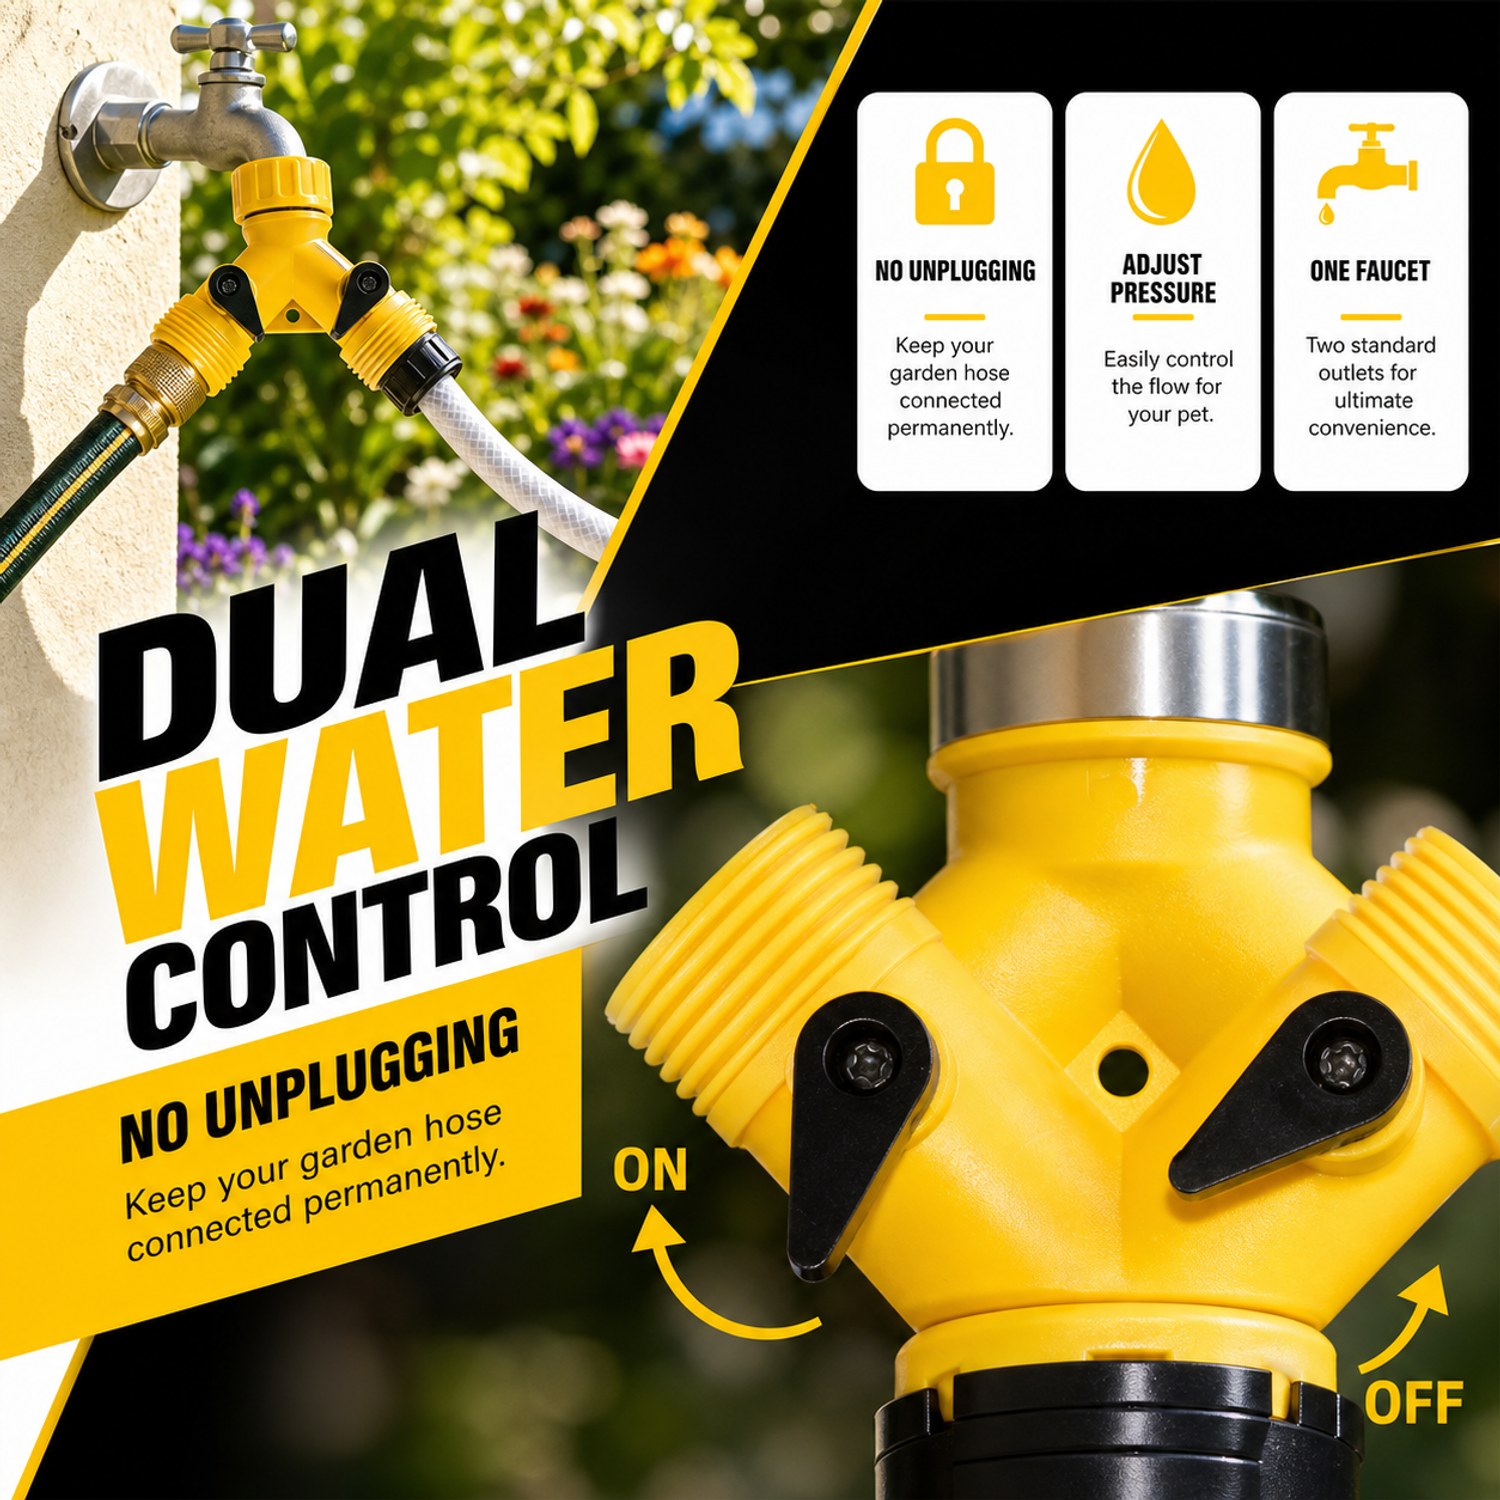 NO UNPLUGGING
Keep your
garden hose
connected
permanently.
ADJUST
PRESSURE
Easily control
the flow for
your pet.
ONE FAUCET
Two standard
outlets for
ultimate
convenience.
DUAL
WATER
CONTROL
NO UNPLUGGING
Keep your garden hose
connected permanently.
ON
OFF